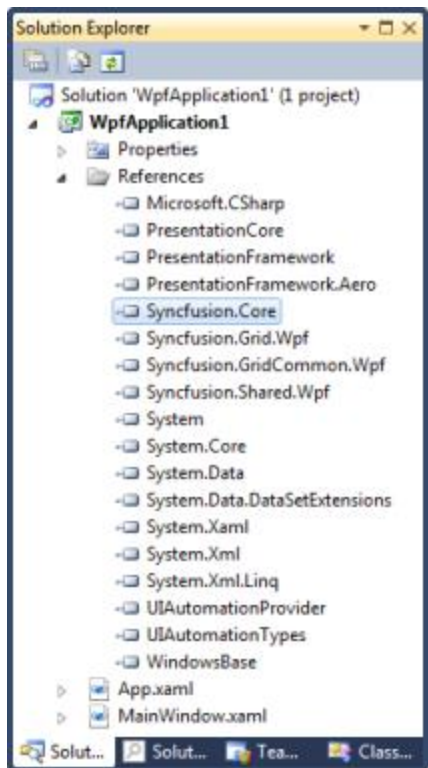 Solution Explorer
Solution 'WpfApplication1' (1 project)
WpfApplication1
Properties
References
Microsoft.CSharp
PresentationCore
PresentationFramework
PresentationFramework.Aero
Syncfusion.Core
Syncfusion.Grid.Wpf
Syncfusion.GridCommon.Wpf
Syncfusion.Shared.Wpf
System
System.Core
System.Data
System.Data.DataSetExtensions
System.Xaml
System.Xml
System.Xml.Linq
UIAutomationProvider
UIAutomationTypes
WindowsBase
App.xaml
MainWindow.xaml
Solut... Solut... Tea... Class...